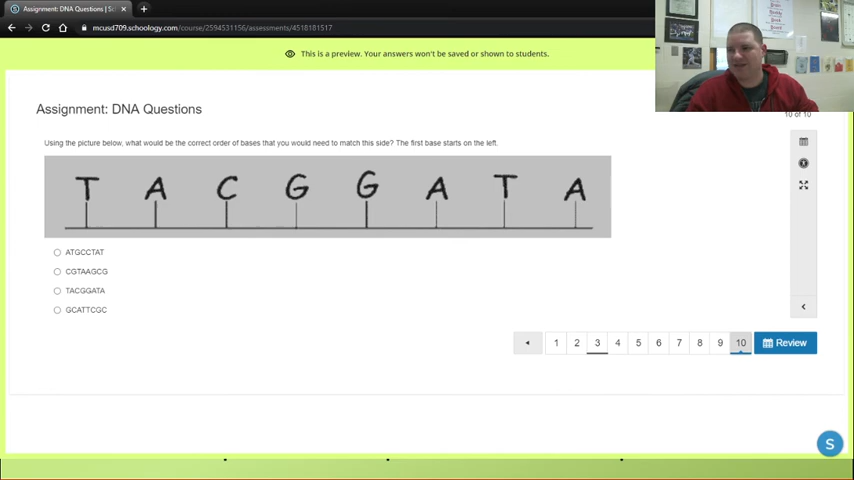 Assignment: DNA Questions | S
mcusd709.schoology.com/course/2594531156/assessments/4518181517
This is a preview. Your answers won't be saved or shown to students.
Assignment: DNA Questions
10 of 10
Using the picture below, what would be the correct order of bases that you would need to match this side? The first base starts on the left.
T A C G G A T A
ATGCCTAT
CGTAAGCG
TACGGATA
GCATTCGC
1 2 3 4 5 6 7 8 9 10 Review
S